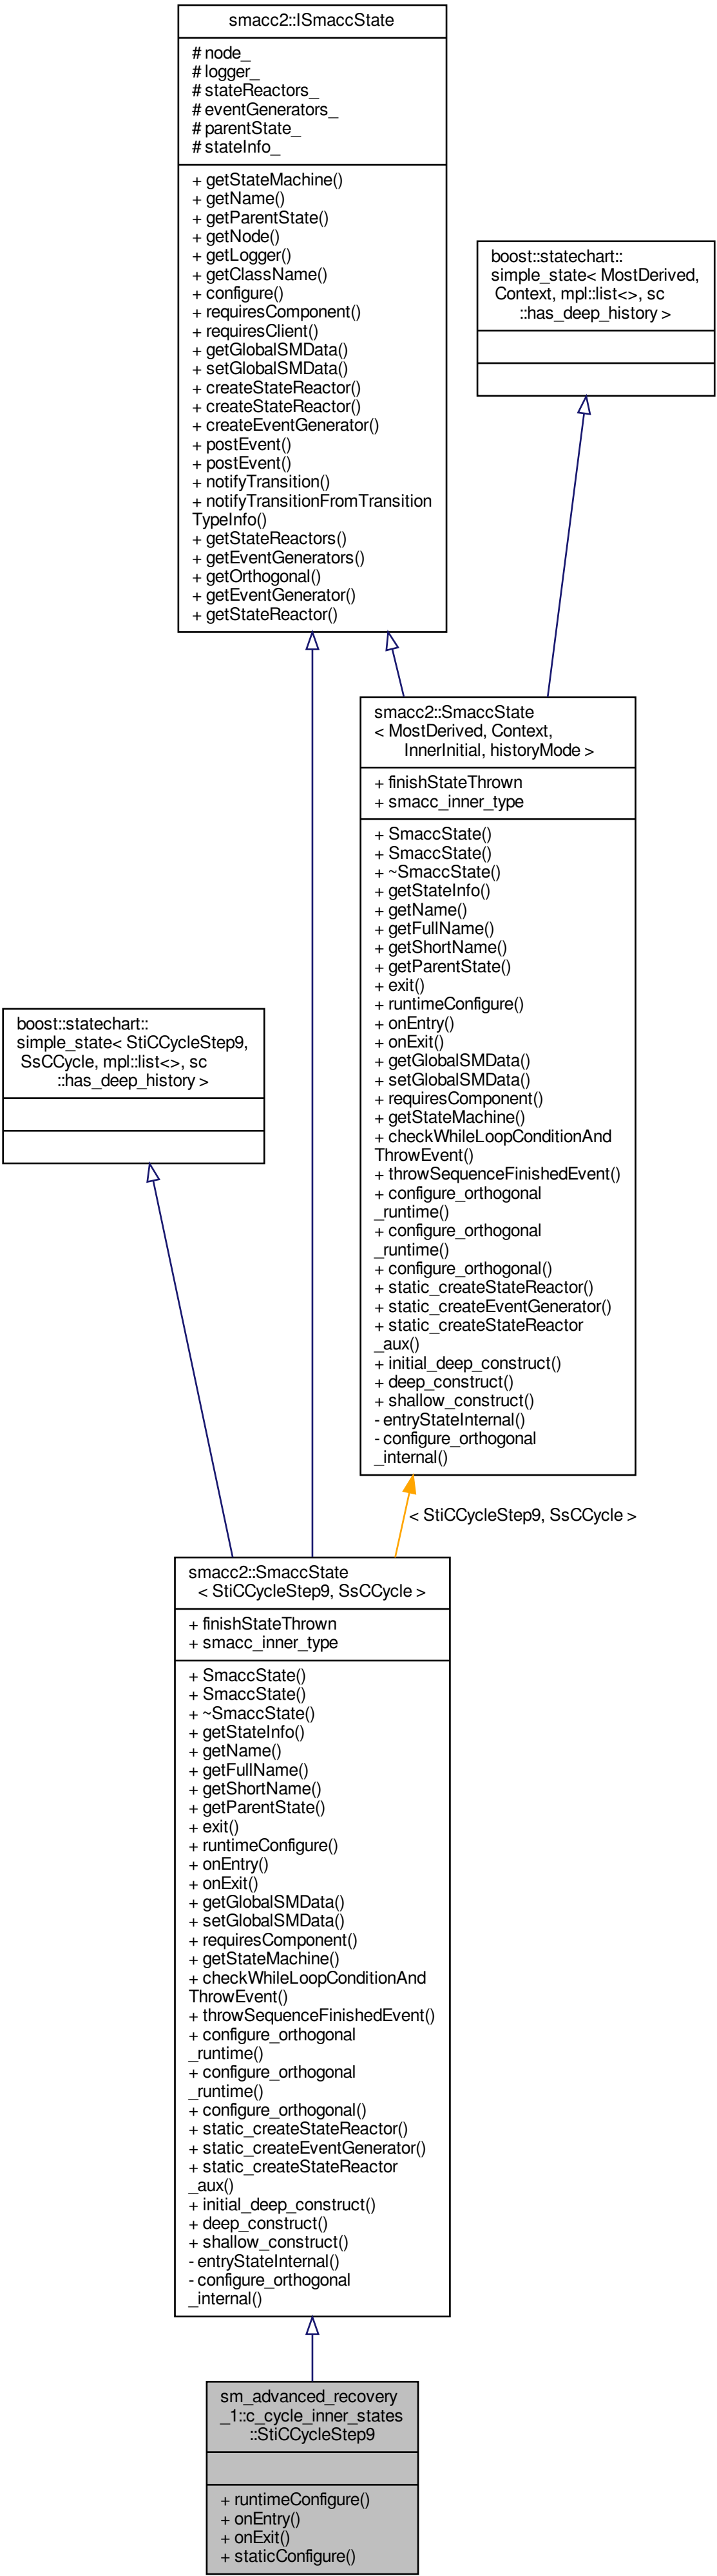 smacc2::ISmaccState
# node_
# logger_
# stateReactors_
# eventGenerators_
# parentState_
# stateInfo_
+ getStateMachine()
+ getName()
+ getParentState()
+ getNode()
+ getLogger()
+ getClassName()
+ configure()
+ requiresComponent()
+ requiresClient()
+ getGlobalSMData()
+ setGlobalSMData()
+ createStateReactor()
+ createStateReactor()
+ createEventGenerator()
+ postEvent()
+ postEvent()
+ notifyTransition()
+ notifyTransitionFromTransition
TypeInfo()
+ getStateReactors()
+ getEventGenerators()
+ getOrthogonal()
+ getEventGenerator()
+ getStateReactor()
boost::statechart::
simple_state< MostDerived,
Context, mpl::list<>, sc
::has_deep_history >
smacc2::SmaccState
< MostDerived, Context,
InnerInitial, historyMode >
+ finishStateThrown
+ smacc_inner_type
+ SmaccState()
+ SmaccState()
+ ~SmaccState()
+ getStateInfo()
+ getName()
+ getFullName()
+ getShortName()
+ getParentState()
+ exit()
+ runtimeConfigure()
+ onEntry()
+ onExit()
+ getGlobalSMData()
+ setGlobalSMData()
+ requiresComponent()
+ getStateMachine()
+ checkWhileLoopConditionAnd
ThrowEvent()
+ throwSequenceFinishedEvent()
+ configure_orthogonal
_runtime()
+ configure_orthogonal
_runtime()
+ configure_orthogonal()
+ static_createStateReactor()
+ static_createEventGenerator()
+ static_createStateReactor
_aux()
+ initial_deep_construct()
+ deep_construct()
+ shallow_construct()
- entryStateInternal()
- configure_orthogonal
_internal()
boost::statechart::
simple_state< StiCCycleStep9,
SsCCycle, mpl::list<>, sc
::has_deep_history >
< StiCCycleStep9, SsCCycle >
smacc2::SmaccState
< StiCCycleStep9, SsCCycle >
+ finishStateThrown
+ smacc_inner_type
+ SmaccState()
+ SmaccState()
+ ~SmaccState()
+ getStateInfo()
+ getName()
+ getFullName()
+ getShortName()
+ getParentState()
+ exit()
+ runtimeConfigure()
+ onEntry()
+ onExit()
+ getGlobalSMData()
+ setGlobalSMData()
+ requiresComponent()
+ getStateMachine()
+ checkWhileLoopConditionAnd
ThrowEvent()
+ throwSequenceFinishedEvent()
+ configure_orthogonal
_runtime()
+ configure_orthogonal
_runtime()
+ configure_orthogonal()
+ static_createStateReactor()
+ static_createEventGenerator()
+ static_createStateReactor
_aux()
+ initial_deep_construct()
+ deep_construct()
+ shallow_construct()
- entryStateInternal()
- configure_orthogonal
_internal()
sm_advanced_recovery
_1::c_cycle_inner_states
::StiCCycleStep9
+ runtimeConfigure()
+ onEntry()
+ onExit()
+ staticConfigure()